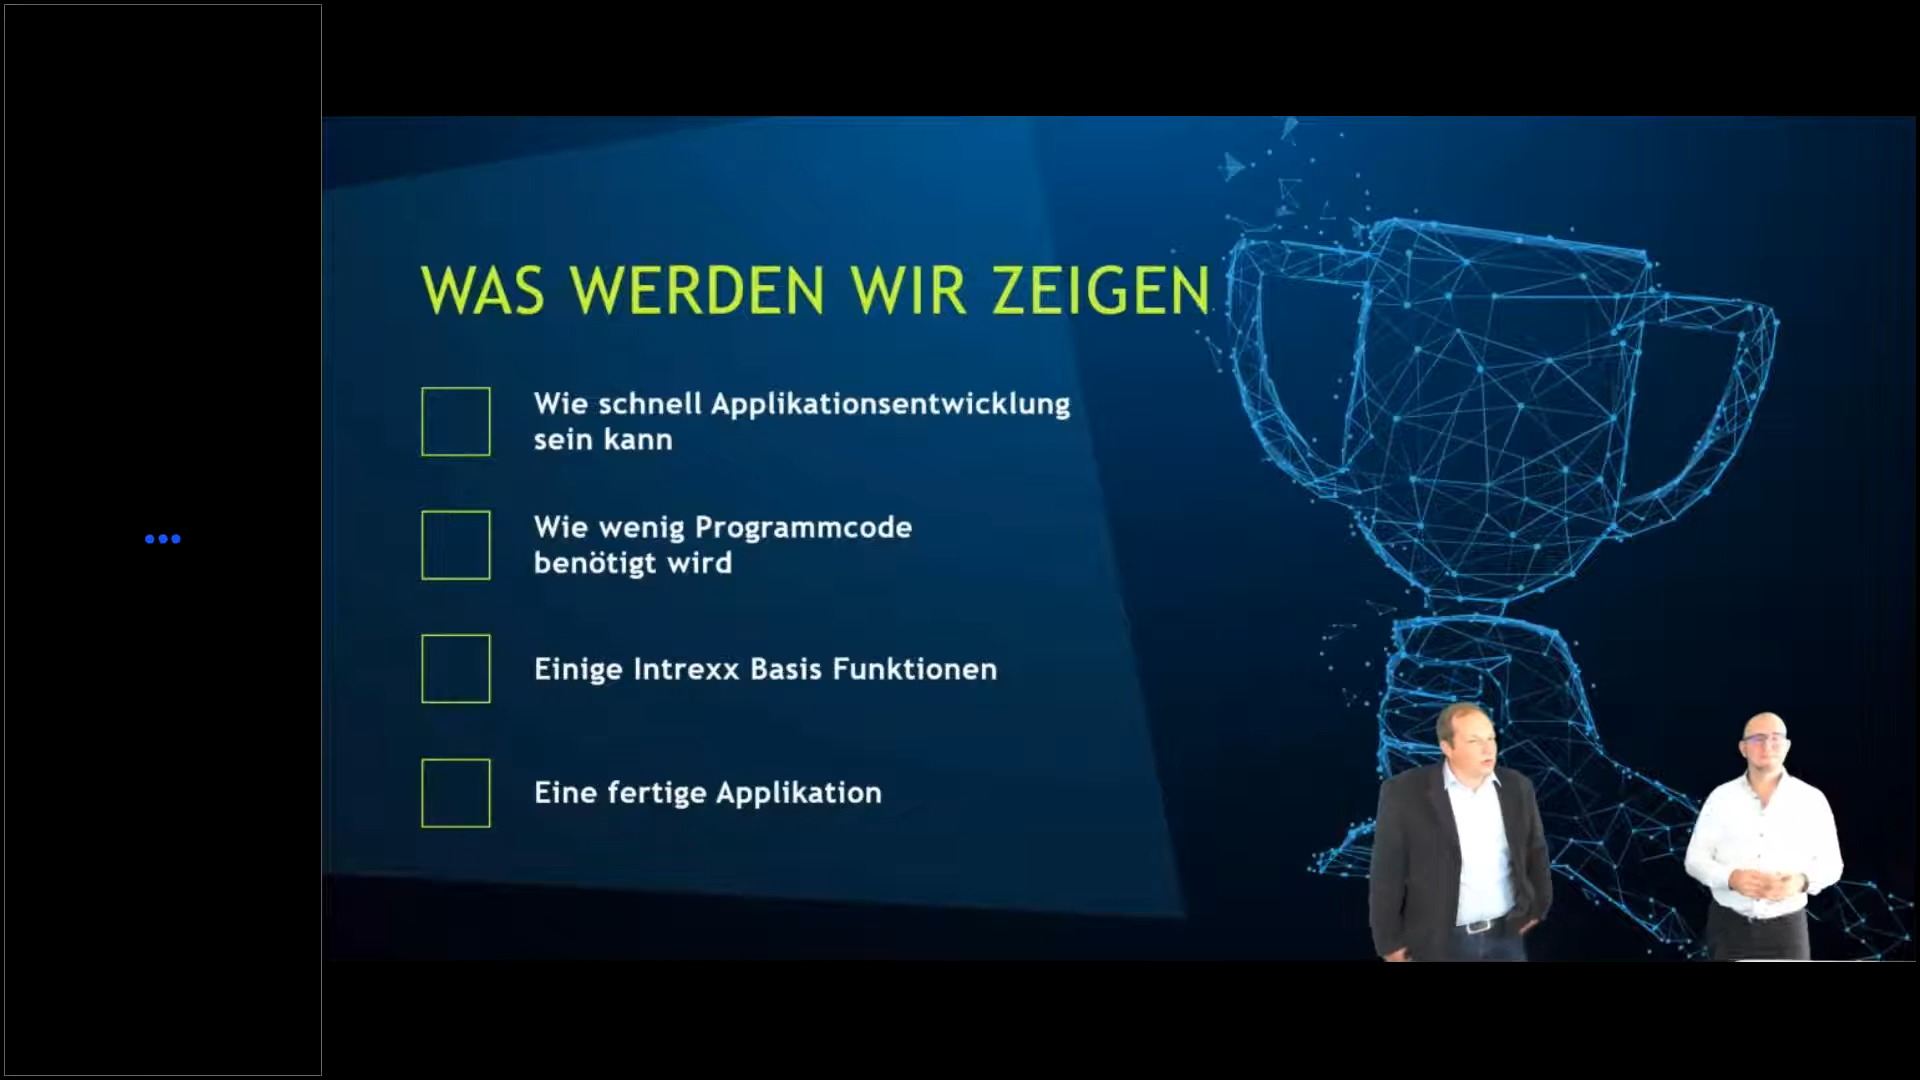 WAS WERDEN WIR ZEIGEN
Wie schnell Applikationsentwicklung
sein kann
Wie wenig Programmcode
benötigt wird
Einige Intrexx Basis Funktionen
Eine fertige Applikation